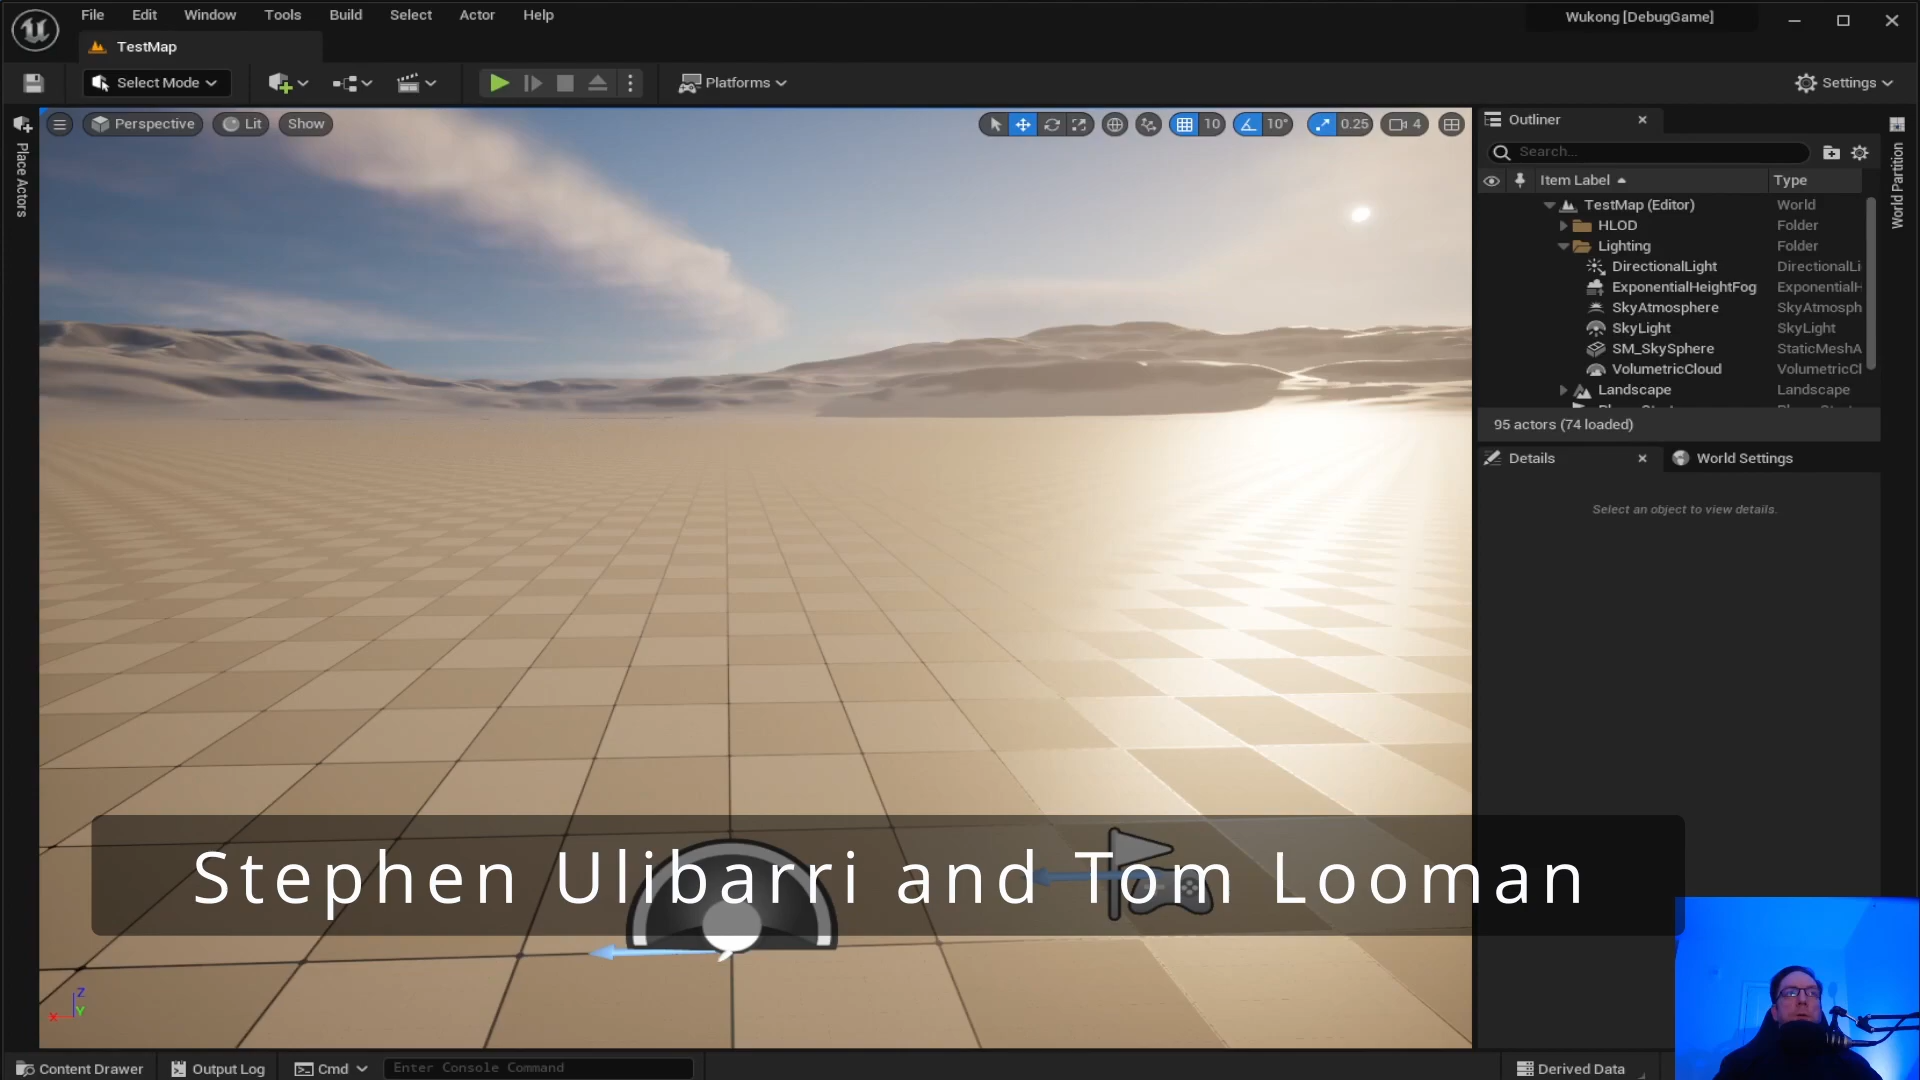 File Edit Window Tools Build Select Actor Help
Wukong [DebugGame]
TestMap
Select Mode
Platforms
Settings
Place Actors
Perspective
Lit
Show
10
10°
0.25
4
Outliner
World Partition
Search...
Item Label Type
TestMap (Editor) World
HLOD Folder
Lighting Folder
DirectionalLight DirectionalLi
ExponentialHeightFog ExponentialH
SkyAtmosphere SkyAtmosph
SkyLight SkyLight
SM_SkySphere StaticMeshA
VolumetricCloud VolumetricCl
Landscape Landscape
95 actors (74 loaded)
Details
World Settings
Select an object to view details.
Stephen Ulibarri and Tom Looman
Z
X Y
Content Drawer
Output Log
Cmd
Enter Console Command
Derived Data